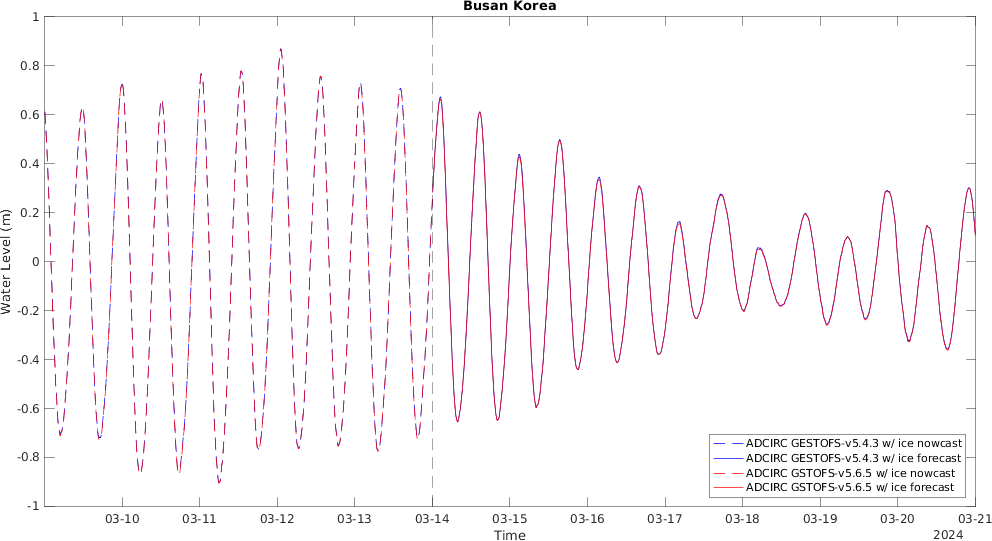 Busan Korea
Water Level (m)
1
0.8
0.6
0.4
0.2
0
-0.2
-0.4
-0.6
-0.8
-1
ADCIRC GESTOFS-v5.4.3 w/ ice nowcast
ADCIRC GESTOFS-v5.4.3 w/ ice forecast
ADCIRC GSTOFS-v5.6.5 w/ ice nowcast
ADCIRC GSTOFS-v5.6.5 w/ ice forecast
03-10 03-11 03-12 03-13 03-14 03-15 03-16 03-17 03-18 03-19 03-20 03-21
Time
2024